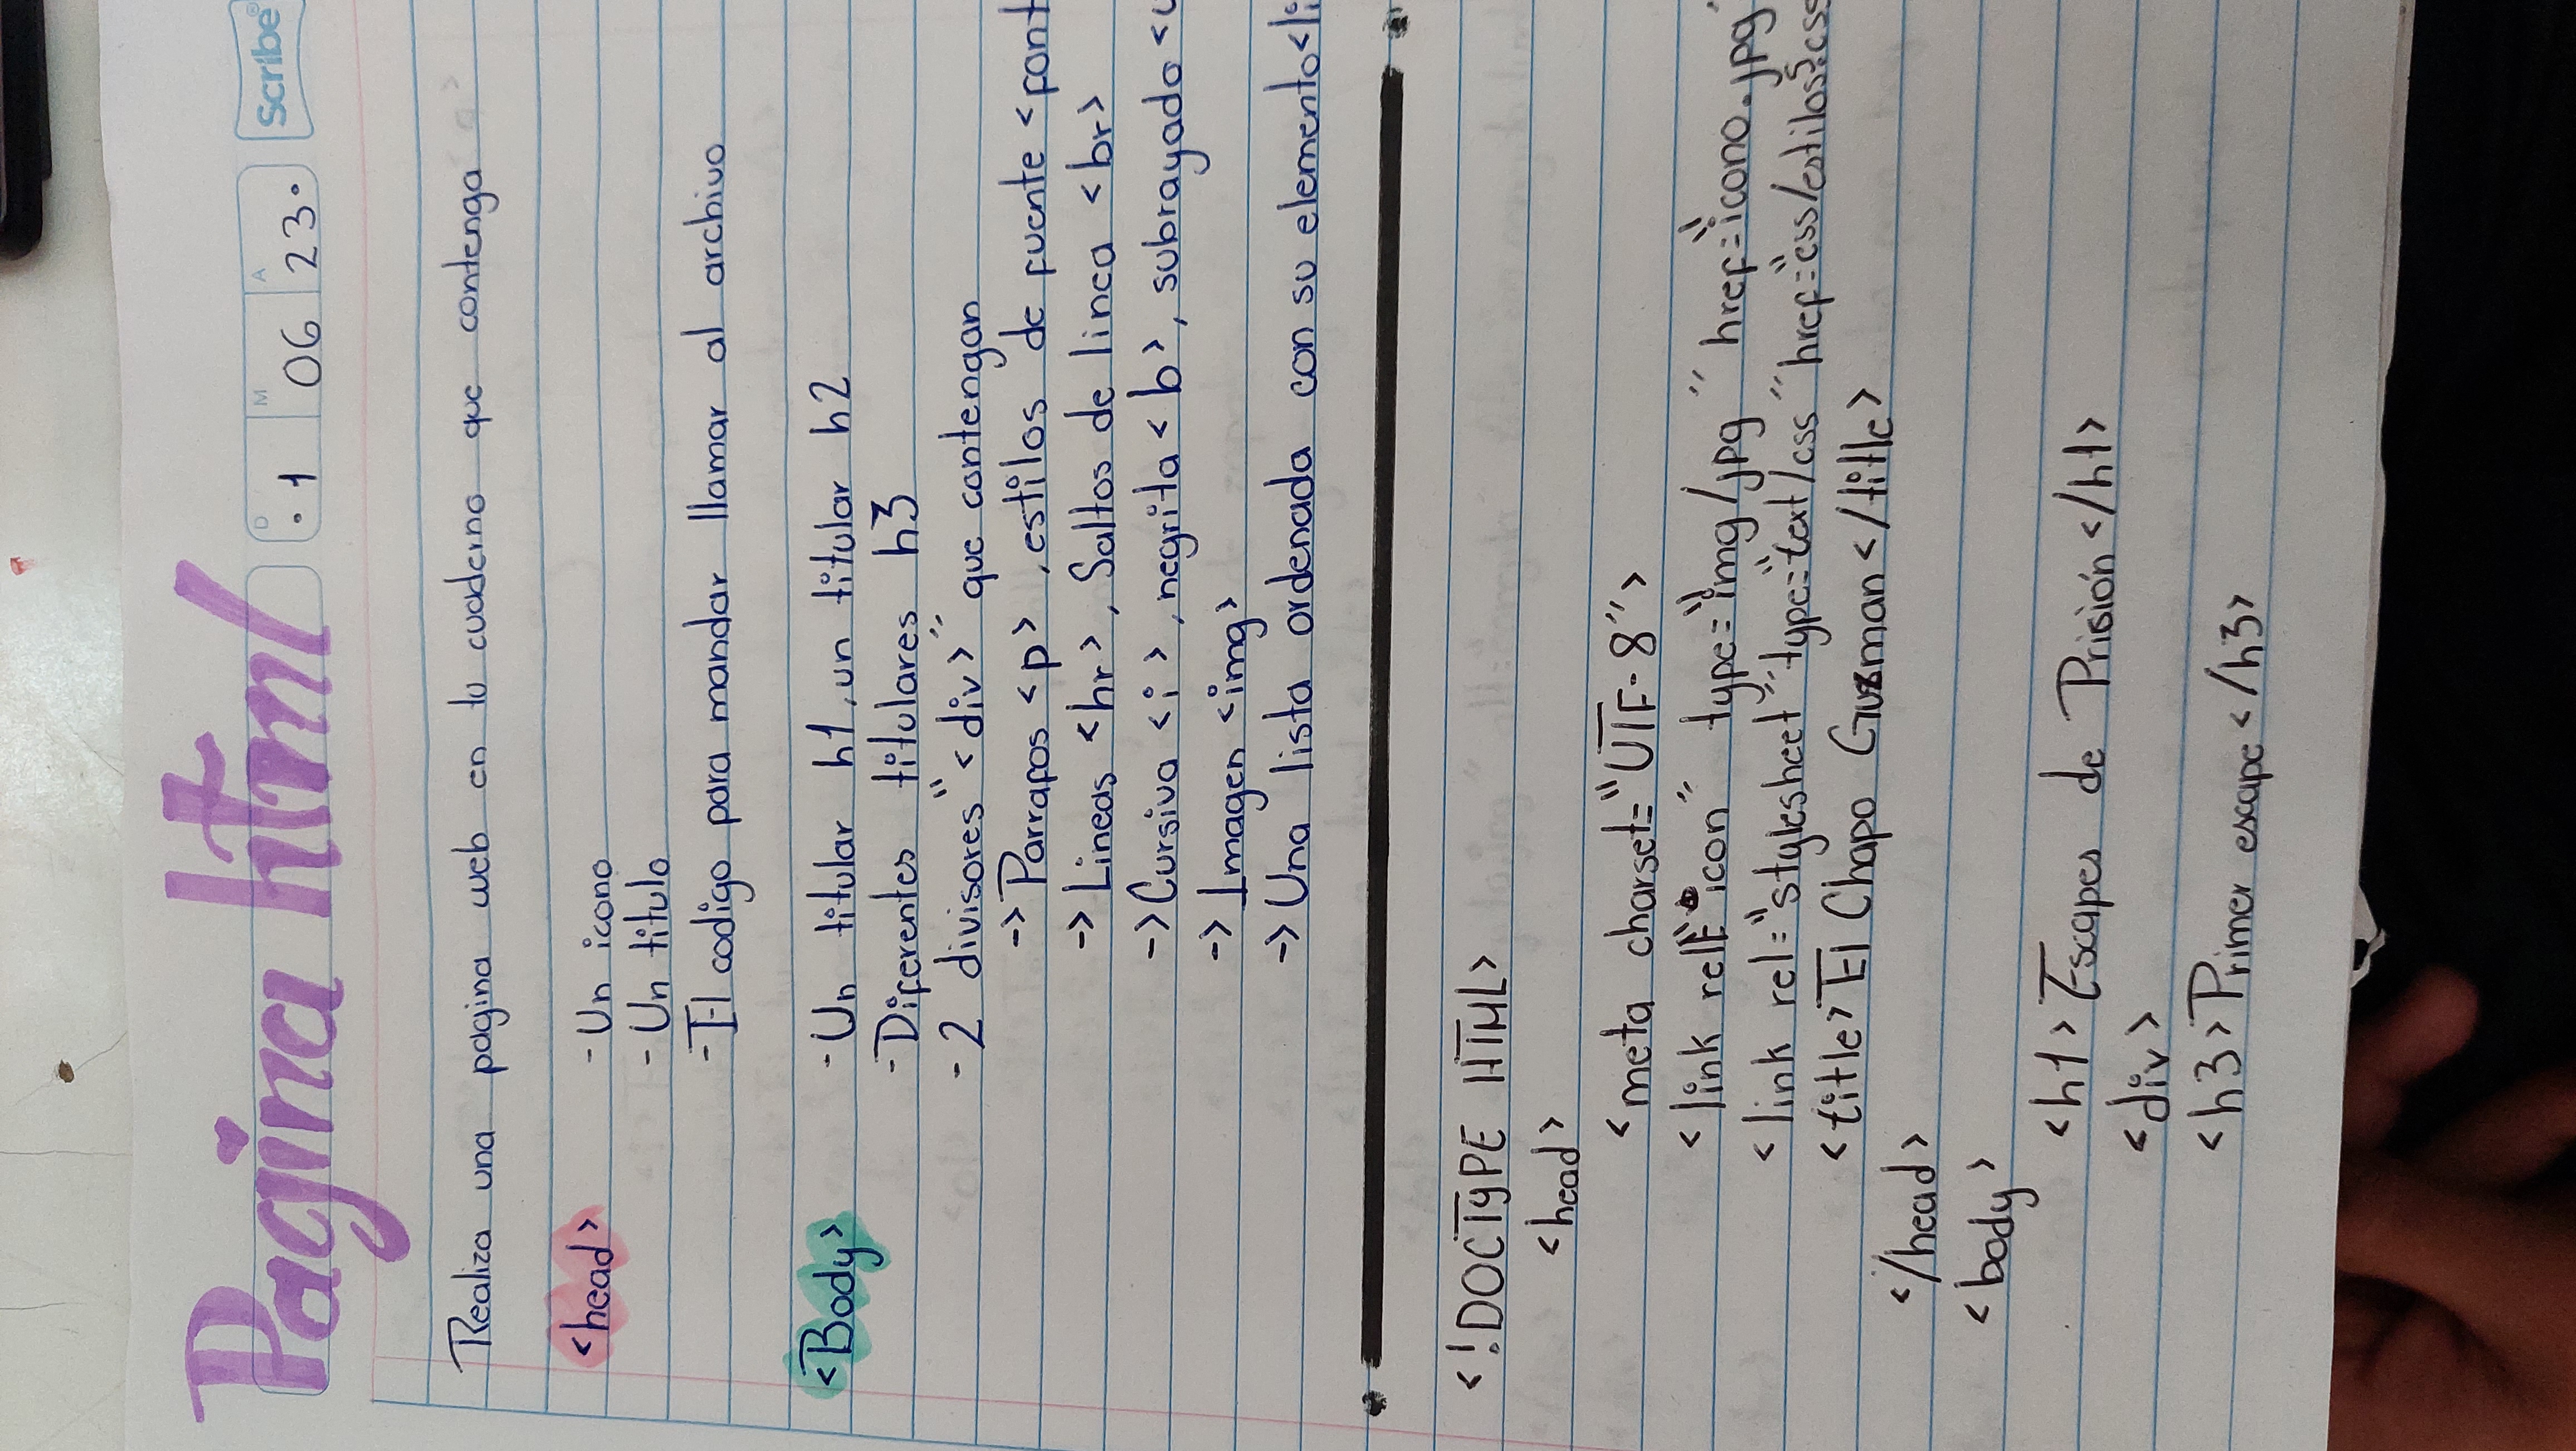 Pagina html
D M A
1 06 23
Scribe
Realiza una pagina web en tu cuaderno que contenga
<head> - Un icono
- Un titulo
- El codigo para mandar llamar al archivo
<Body> - Un titular h1, un titular h2
- Diferentes titulares h3
- 2 divisores "<div>" que contengan
-> Parrafos <p>, estilos de fuente <font
-> Lineas <hr>, Saltos de linea <br>
-> Cursiva <i>, negrita <b>, subrayado <u
-> Imagen <img>
-> Una lista ordenada con su elemento <li
<!DOCTYPE HTML>
<head>
<meta charset="UTF-8">
<link rel="icon" type="img/jpg" href="icono.jpg"
<link rel="stylesheet" type="text/css" href="css/estilos.css
<title>El Chapo Guzman</title>
</head>
<body>
<h1>Escapes de Prisión</h1>
<div>
<h3>Primer escape</h3>